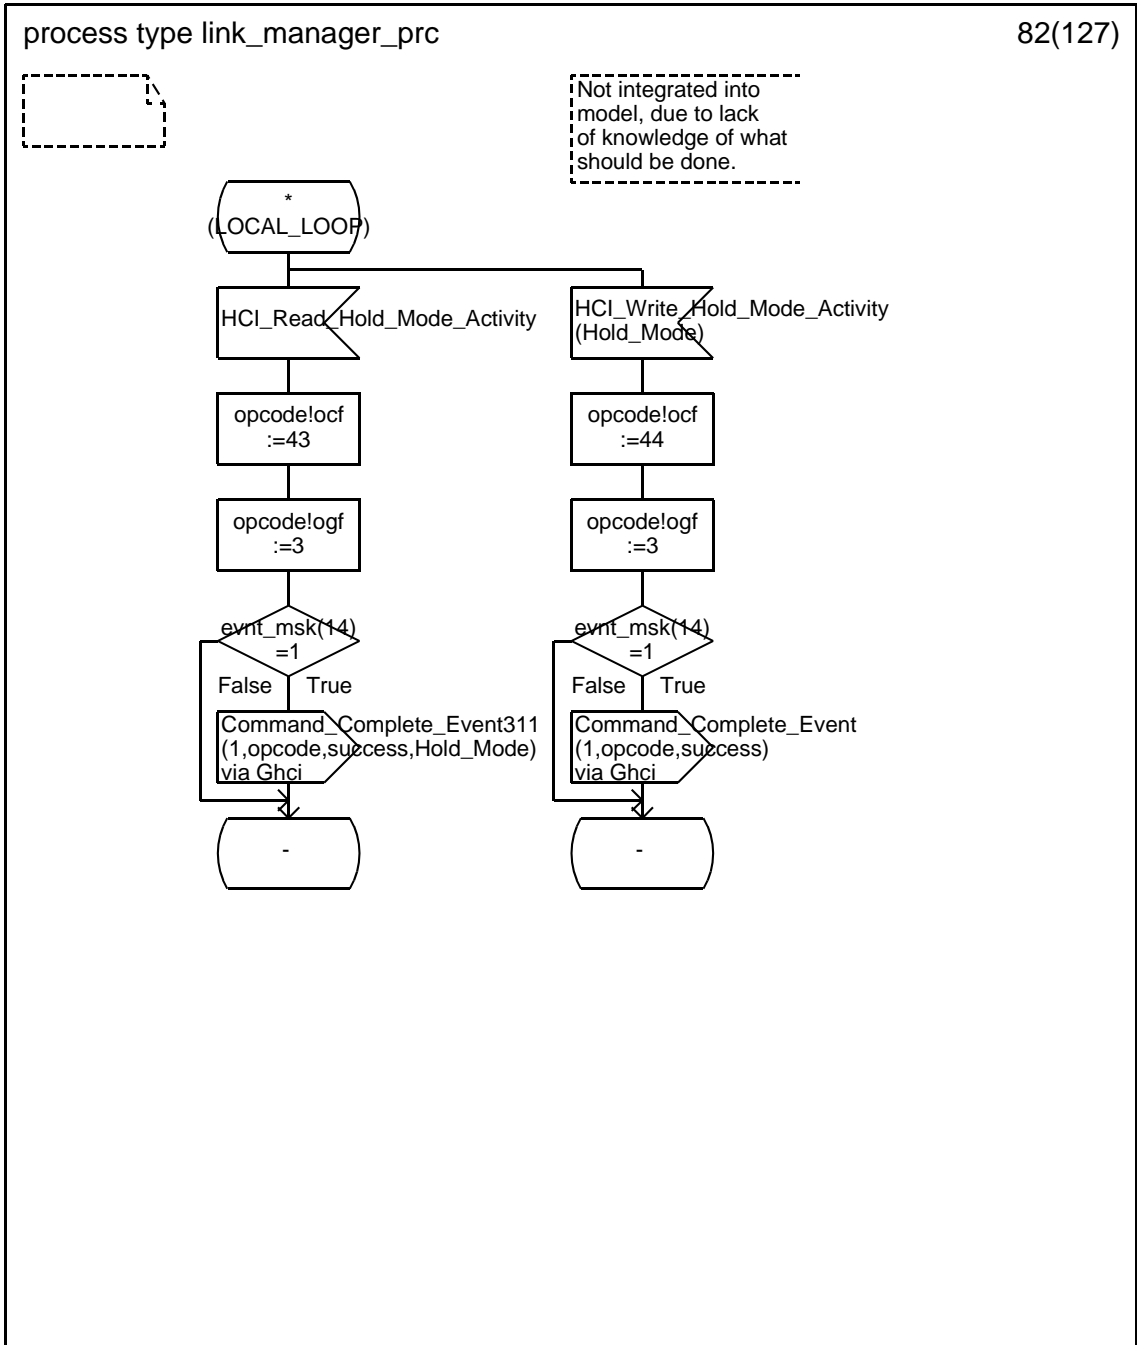 process type link_manager_prc
82(127)
Not integrated into
model, due to lack
of knowledge of what
should be done.
*
(LOCAL_LOOP)
HCI_Read_Hold_Mode_Activity
opcode!ocf
:=43
opcode!ogf
:=3
evnt_msk(14)
=1
False
True
Command_Complete_Event311
(1,opcode,success,Hold_Mode)
via Ghci
-
HCI_Write_Hold_Mode_Activity
(Hold_Mode)
opcode!ocf
:=44
opcode!ogf
:=3
evnt_msk(14)
=1
False
True
Command_Complete_Event
(1,opcode,success)
via Ghci
-